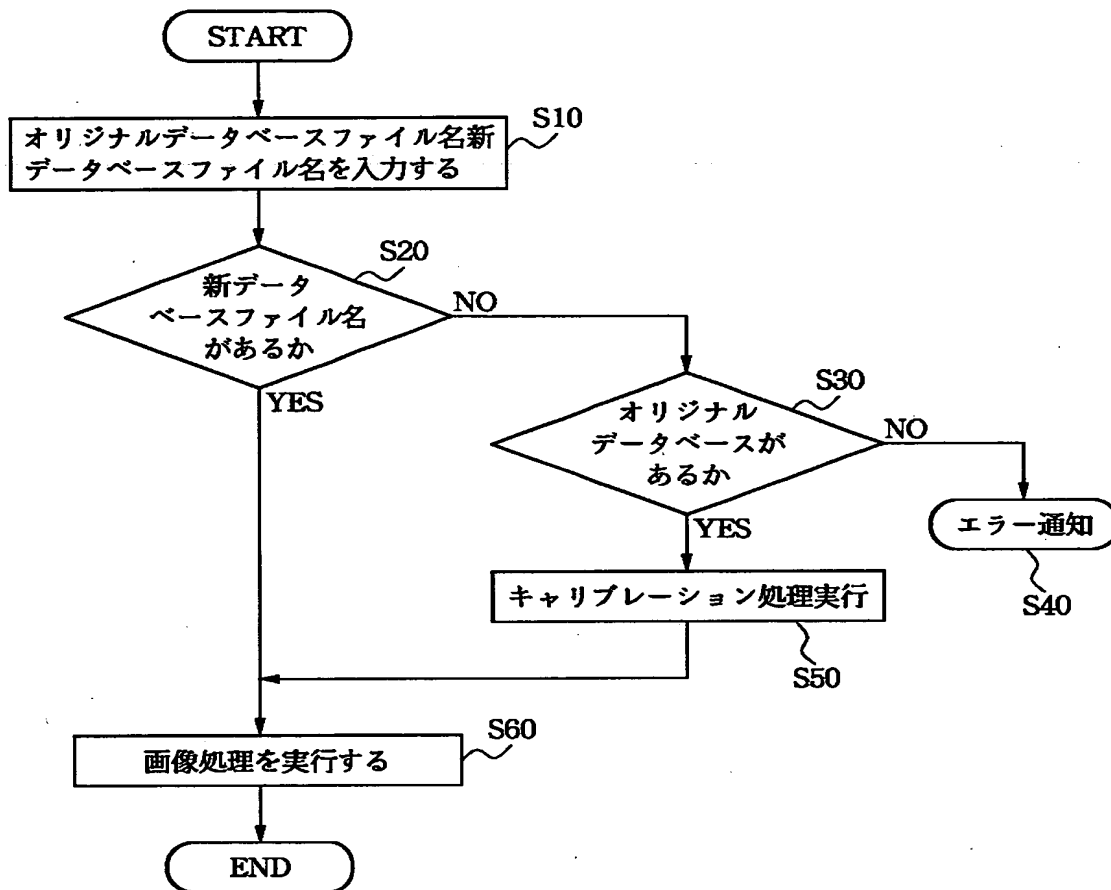 START
オリジナルデータベースファイル名新
データベースファイル名を入力する
S10
新データ
ベースファイル名
があるか
S20
NO
YES
オリジナル
データベースが
あるか
S30
NO
YES
エラー通知
S40
キャリブレーション処理実行
S50
画像処理を実行する
S60
END